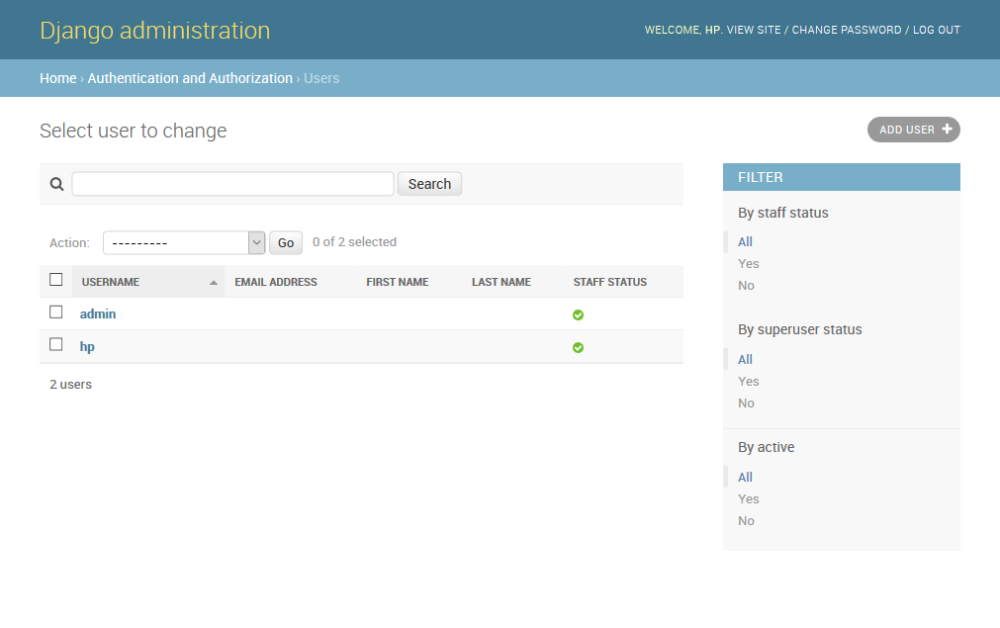 Django administration
WELCOME, HP. VIEW SITE / CHANGE PASSWORD / LOG OUT
Home › Authentication and Authorization › Users
Select user to change
ADD USER +
Search
Action: --------- Go 0 of 2 selected
USERNAME EMAIL ADDRESS FIRST NAME LAST NAME STAFF STATUS
admin
hp
2 users
FILTER
By staff status
All
Yes
No
By superuser status
All
Yes
No
By active
All
Yes
No